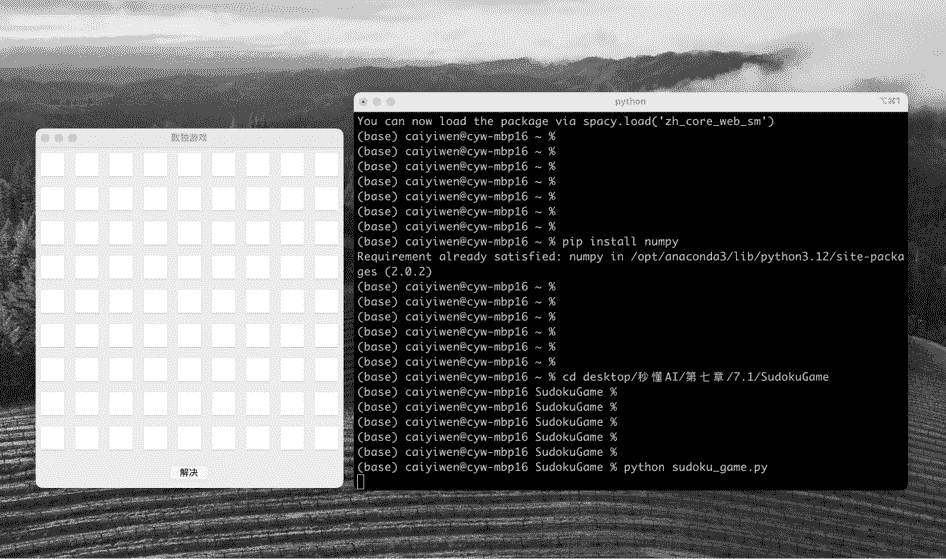 数独游戏
解决
python
⌥⌘1
You can now load the package via spacy.load('zh_core_web_sm')
(base) caiyiwen@cyw-mbp16 ~ %
(base) caiyiwen@cyw-mbp16 ~ %
(base) caiyiwen@cyw-mbp16 ~ %
(base) caiyiwen@cyw-mbp16 ~ %
(base) caiyiwen@cyw-mbp16 ~ %
(base) caiyiwen@cyw-mbp16 ~ %
(base) caiyiwen@cyw-mbp16 ~ %
(base) caiyiwen@cyw-mbp16 ~ % pip install numpy
Requirement already satisfied: numpy in /opt/anaconda3/lib/python3.12/site-packa
ges (2.0.2)
(base) caiyiwen@cyw-mbp16 ~ %
(base) caiyiwen@cyw-mbp16 ~ %
(base) caiyiwen@cyw-mbp16 ~ %
(base) caiyiwen@cyw-mbp16 ~ %
(base) caiyiwen@cyw-mbp16 ~ %
(base) caiyiwen@cyw-mbp16 ~ %
(base) caiyiwen@cyw-mbp16 ~ % cd desktop/秒懂AI/第七章/7.1/SudokuGame
(base) caiyiwen@cyw-mbp16 SudokuGame %
(base) caiyiwen@cyw-mbp16 SudokuGame %
(base) caiyiwen@cyw-mbp16 SudokuGame %
(base) caiyiwen@cyw-mbp16 SudokuGame %
(base) caiyiwen@cyw-mbp16 SudokuGame %
(base) caiyiwen@cyw-mbp16 SudokuGame % python sudoku_game.py